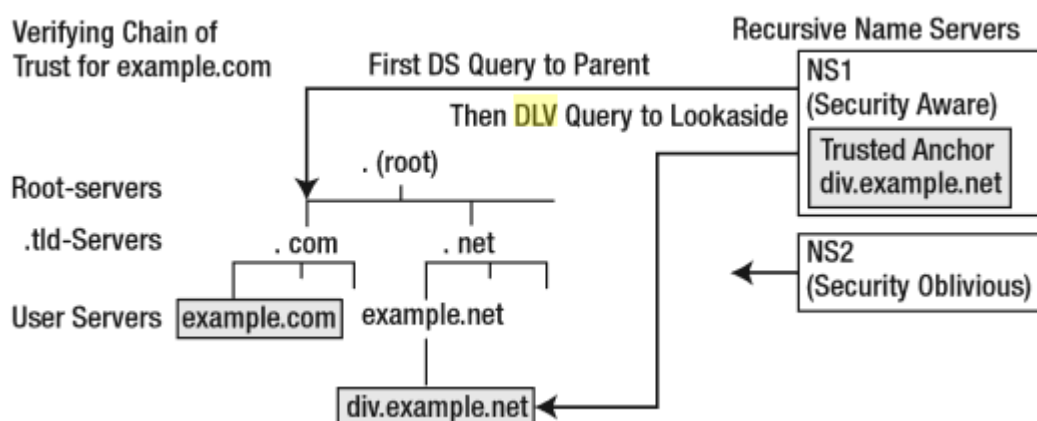 Verifying Chain of
Trust for example.com
Recursive Name Servers
First DS Query to Parent
Then DLV Query to Lookaside
NS1
(Security Aware)
Trusted Anchor
div.example.net
. (root)
Root-servers
.tld-Servers
. com
. net
NS2
(Security Oblivious)
User Servers
example.com
example.net
div.example.net